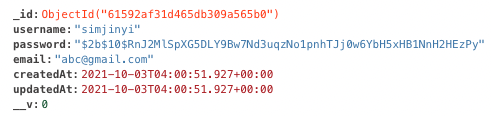 _id: ObjectId("61592af31d465db309a565b0")
username: "simjinyi"
password: "$2b$10$RnJ2MlSpXG5DLY9Bw7Nd3uqzNo1pnhTJj0w6YbH5xHB1NnH2HEzPy"
email: "abc@gmail.com"
createdAt: 2021-10-03T04:00:51.927+00:00
updatedAt: 2021-10-03T04:00:51.927+00:00
__v: 0